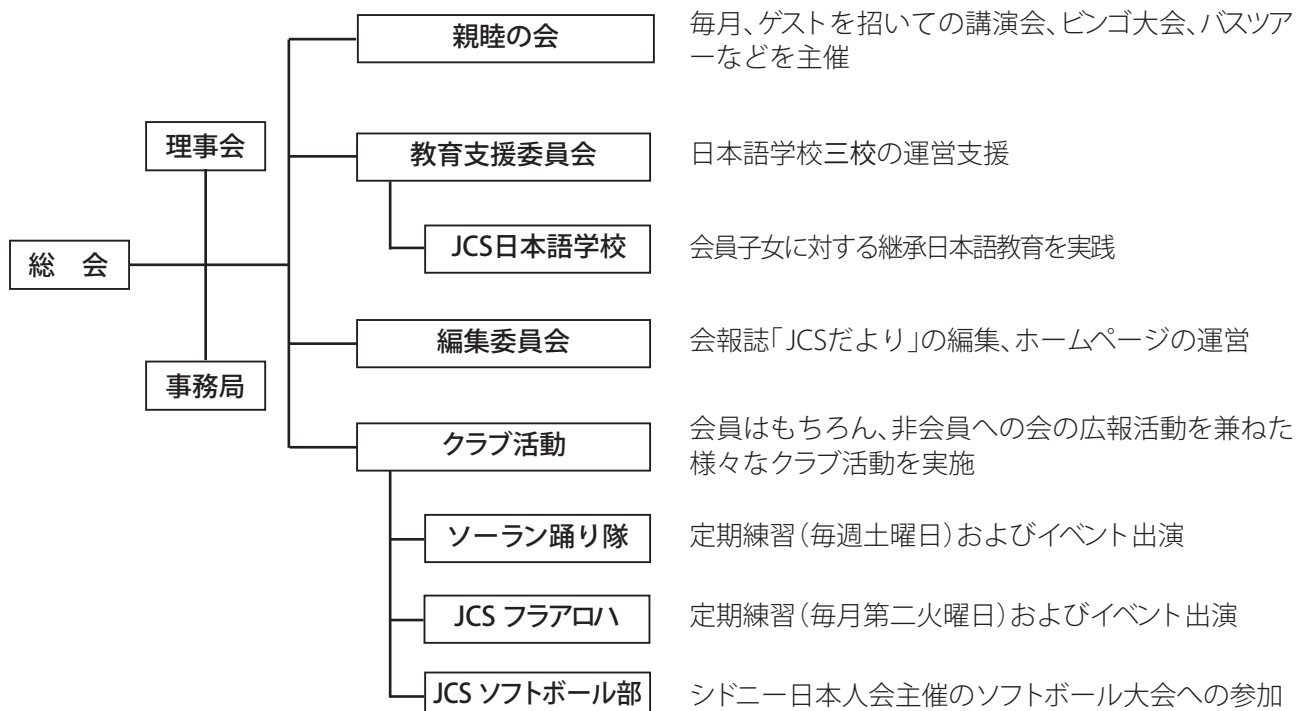 親睦の会
毎月、ゲストを招いての講演会、ビンゴ大会、バスツア
ーなどを主催
理事会
教育支援委員会
日本語学校三校の運営支援
JCS日本語学校
会員子女に対する継承日本語教育を実践
総　会
編集委員会
会報誌「JCSだより」の編集、ホームページの運営
事務局
クラブ活動
会員はもちろん、非会員への会の広報活動を兼ねた
様々なクラブ活動を実施
ソーラン踊り隊
定期練習(毎週土曜日)およびイベント出演
JCS フラアロハ
定期練習(毎月第二火曜日)およびイベント出演
JCS ソフトボール部
シドニー日本人会主催のソフトボール大会への参加